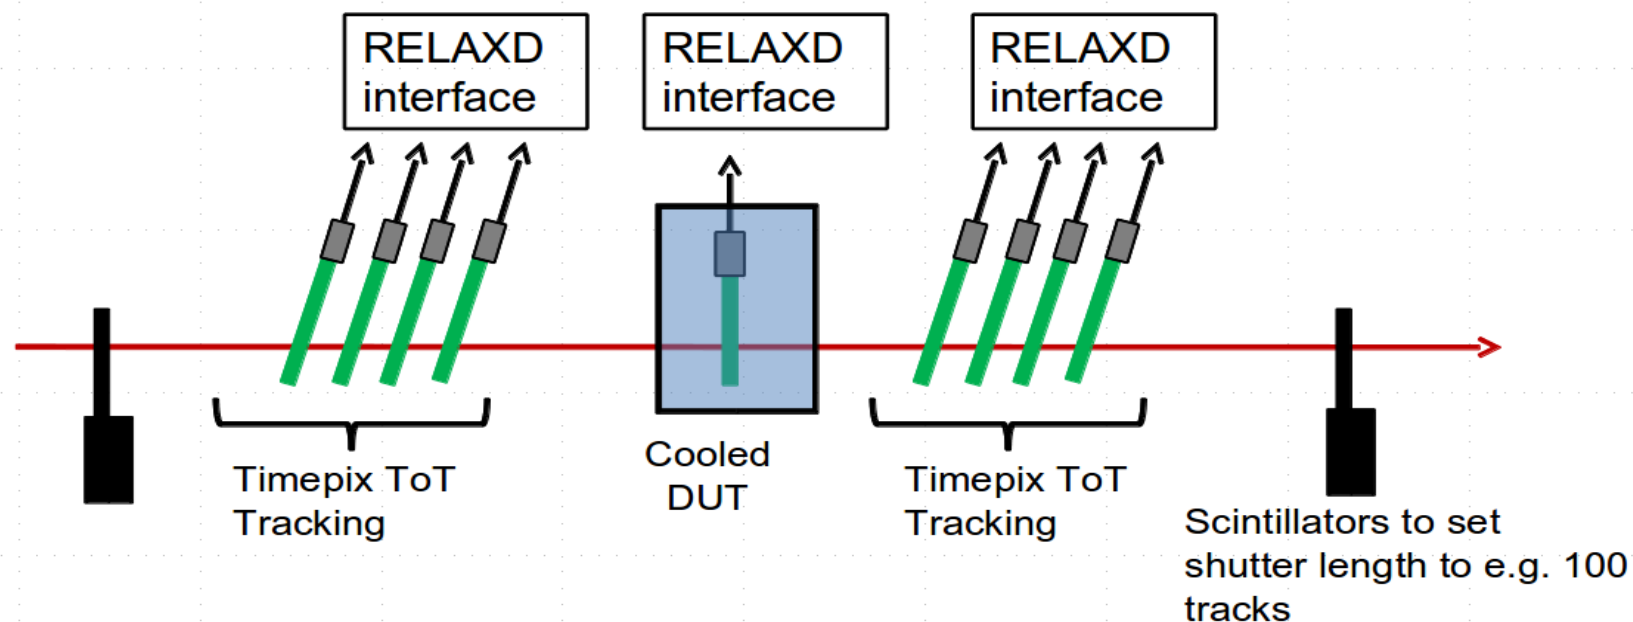 RELAXD
interface
RELAXD
interface
RELAXD
interface
Timepix ToT
Tracking
Cooled
DUT
Timepix ToT
Tracking
Scintillators to set
shutter length to e.g. 100
tracks